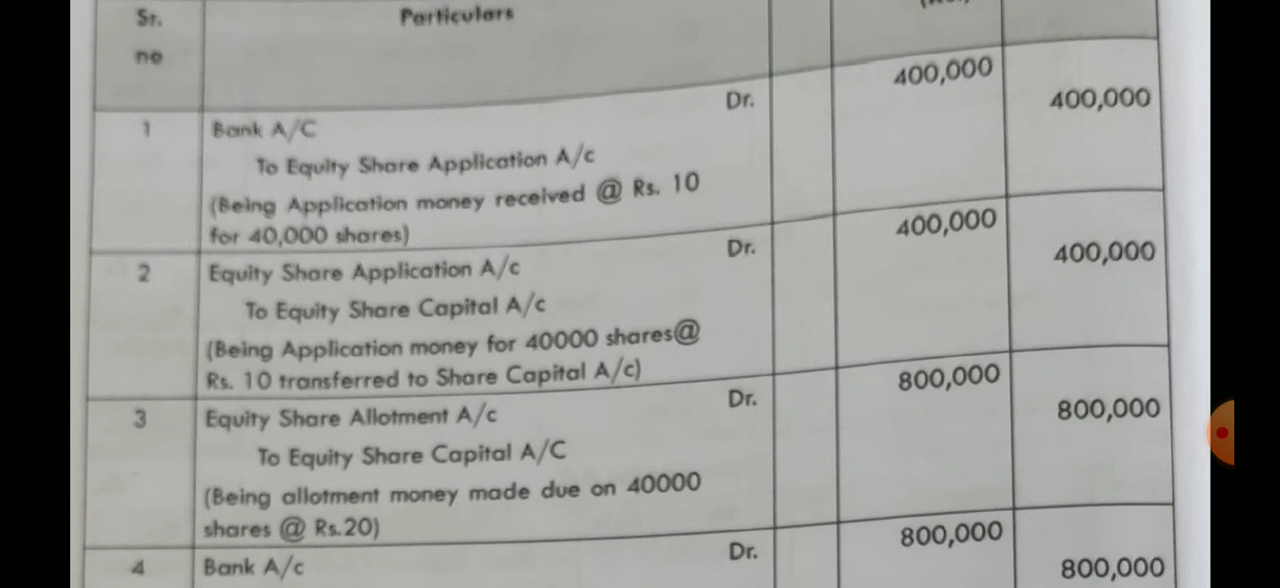 Sr.
no
Particulars
1
Bank A/C
Dr.
400,000
400,000
To Equity Share Application A/c
(Being Application money received @ Rs. 10
for 40,000 shares)
2
Equity Share Application A/c
Dr.
400,000
400,000
To Equity Share Capital A/c
(Being Application money for 40000 shares@
Rs. 10 transferred to Share Capital A/c)
3
Equity Share Allotment A/c
Dr.
800,000
800,000
To Equity Share Capital A/C
(Being allotment money made due on 40000
shares @ Rs.20)
4
Bank A/c
Dr.
800,000
800,000